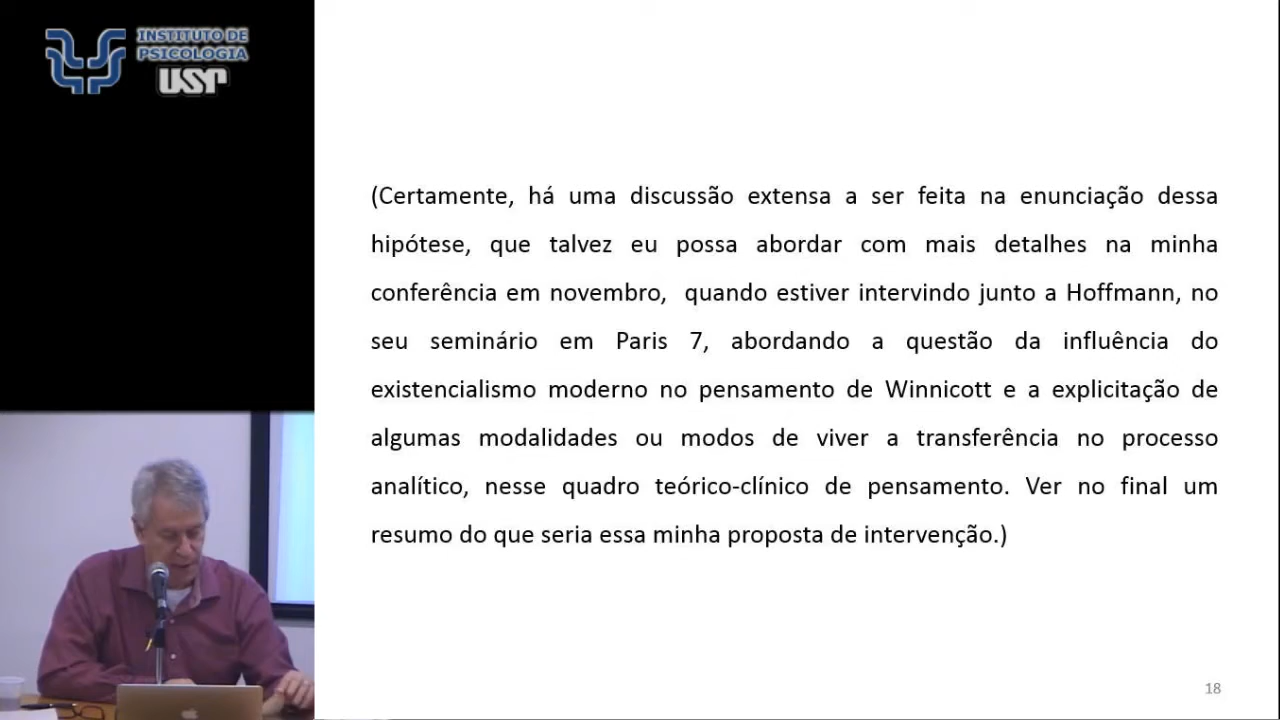 INSTITUTO DE
PSICOLOGIA
USP
(Certamente, há uma discussão extensa a ser feita na enunciação dessa
hipótese, que talvez eu possa abordar com mais detalhes na minha
conferência em novembro, quando estiver intervindo junto a Hoffmann, no
seu seminário em Paris 7, abordando a questão da influência do
existencialismo moderno no pensamento de Winnicott e a explicitação de
algumas modalidades ou modos de viver a transferência no processo
analítico, nesse quadro teórico-clínico de pensamento. Ver no final um
resumo do que seria essa minha proposta de intervenção.)
18